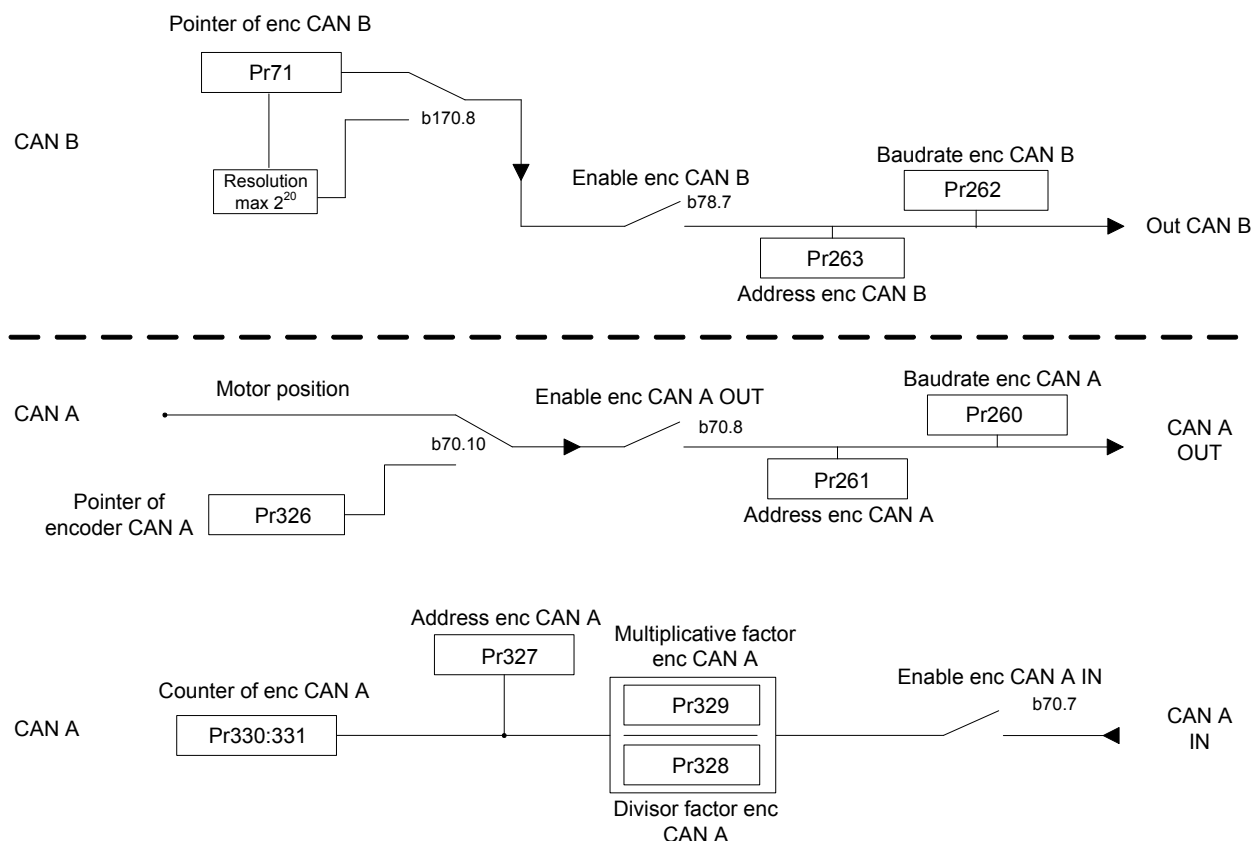 Pointer of enc CAN B
Pr71
b170.8
CAN B
Resolution
max 2²⁰
Enable enc CAN B
b78.7
Baudrate enc CAN B
Pr262
Out CAN B
Pr263
Address enc CAN B
Motor position
CAN A
b70.10
Enable enc CAN A OUT
b70.8
Baudrate enc CAN A
Pr260
CAN A
OUT
Pointer of
encoder CAN A
Pr326
Pr261
Address enc CAN A
Address enc CAN A
Pr327
Multiplicative factor
enc CAN A
Counter of enc CAN A
Enable enc CAN A IN
b70.7
CAN A
Pr330:331
Pr329
Pr328
CAN A
IN
Divisor factor enc
CAN A